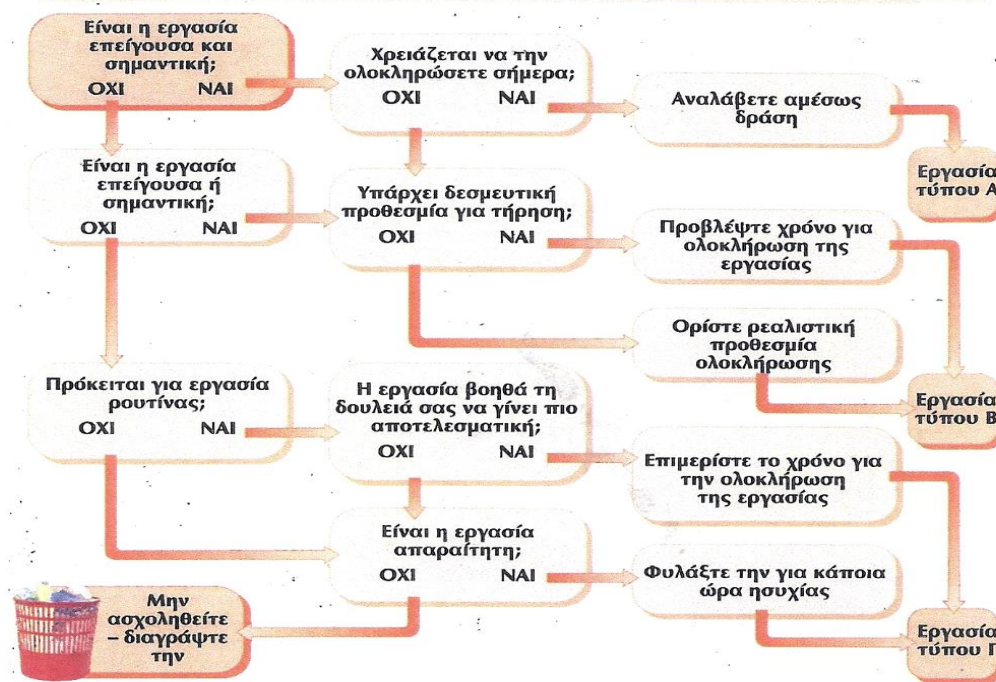 Είναι η εργασία
επείγουσα και
σημαντική;
ΟΧΙ ΝΑΙ
Χρειάζεται να την
ολοκληρώσετε σήμερα;
ΟΧΙ ΝΑΙ
Αναλάβετε αμέσως
δράση
Εργασία
τύπου Α
Είναι η εργασία
επείγουσα ή
σημαντική;
ΟΧΙ ΝΑΙ
Υπάρχει δεσμευτική
προθεσμία για τήρηση;
ΟΧΙ ΝΑΙ
Προβλέψτε χρόνο για
ολοκλήρωση της
εργασίας
Ορίστε ρεαλιστική
προθεσμία
ολοκλήρωσης
Εργασία
τύπου Β
Πρόκειται για εργασία
ρουτίνας;
ΟΧΙ ΝΑΙ
Η εργασία βοηθά τη
δουλειά σας να γίνει πιο
αποτελεσματική;
ΟΧΙ ΝΑΙ
Επιμερίστε το χρόνο για
την ολοκλήρωση
της εργασίας
Είναι η εργασία
απαραίτητη;
ΟΧΙ ΝΑΙ
Φυλάξτε την για κάποια
ώρα ησυχίας
Εργασία
τύπου Γ
Μην
ασχοληθείτε
– διαγράψτε
την